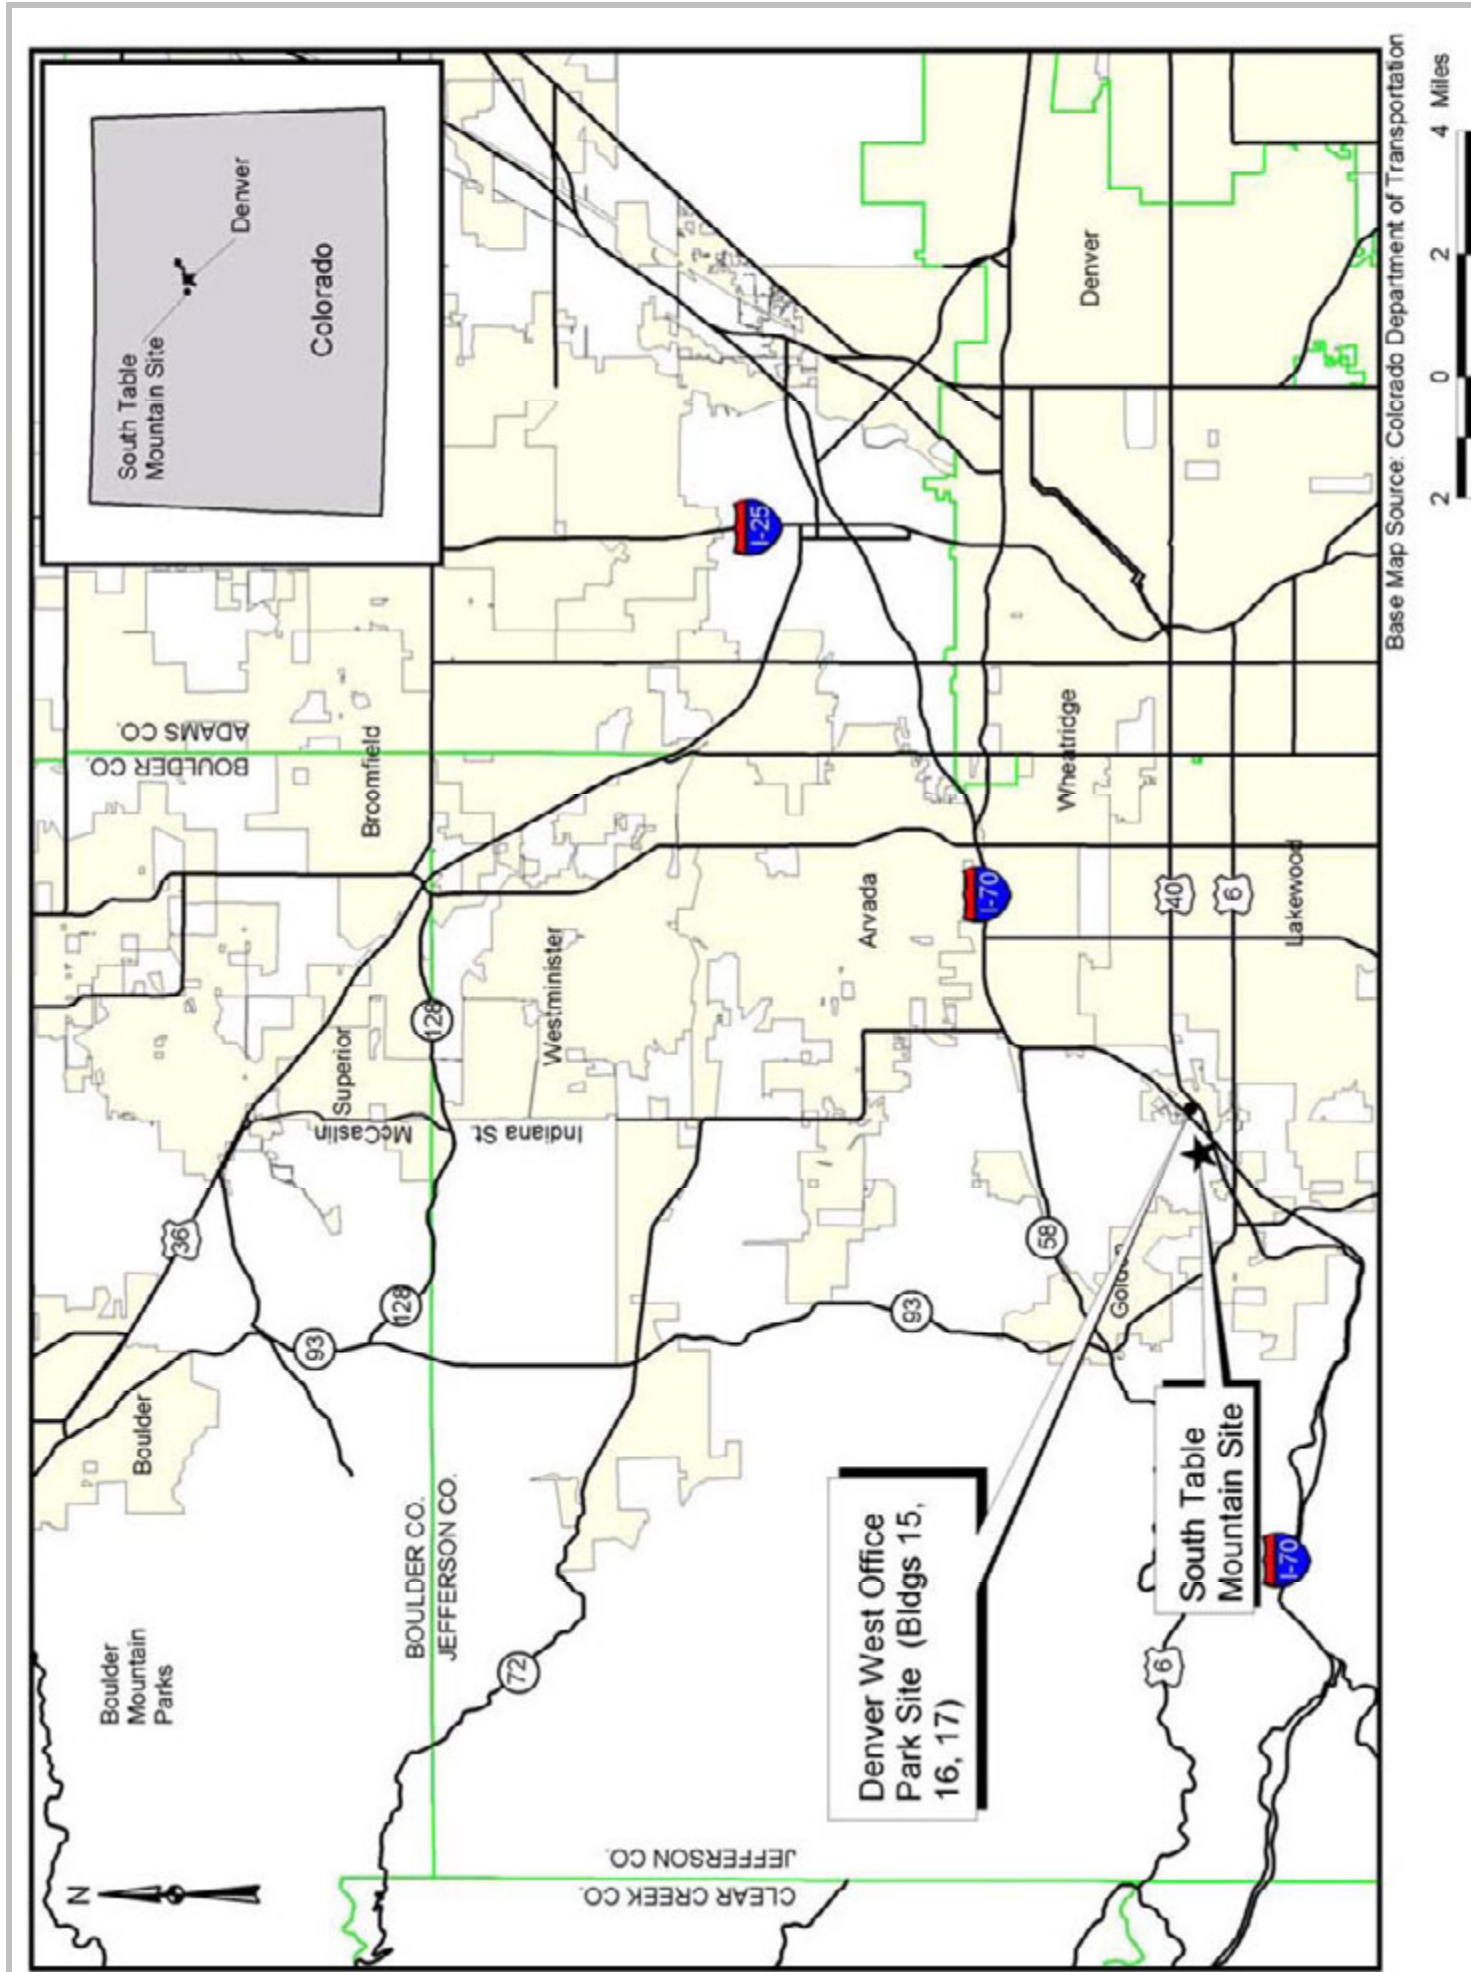 N
Boulder
Mountain
Parks
Boulder
36
93
128
Superior
McCaslin
128
Broomfield
BOULDER CO.
ADAMS CO.
South Table
Mountain Site
Denver
Colorado
BOULDER CO.
JEFFERSON CO.
72
Indiana St.
Westminister
I-25
CLEAR CREEK CO.
JEFFERSON CO.
93
Arvada
I-70
58
Wheatridge
Denver
Denver West Office
Park Site (Bldgs 15,
16, 17)
6
South Table
Mountain Site
40
6
Lakewood
I-70
Base Map Source: Colorado Department of Transportation
2 0 2 4 Miles